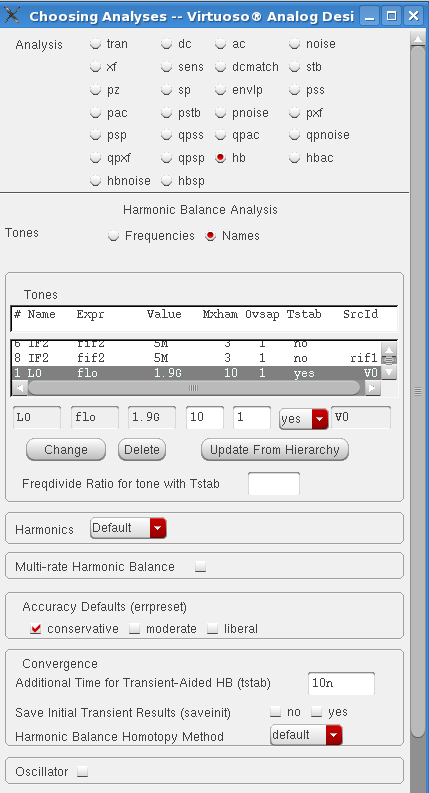 Choosing Analyses -- Virtuoso® Analog Desi
Analysis tran dc ac noise
xf sens dcmatch stb
pz sp envlp pss
pac pstb pnoise pxf
psp qpss qpac qpnoise
qpxf qpsp hb hbac
hbnoise hbsp
Harmonic Balance Analysis
Tones Frequencies Names
Tones
# Name Expr Value Mxham Ovsap Tstab SrcId
6 IF2 fif2 5M 3 1 no
8 IF2 fif2 5M 3 1 no rif1
1 LO flo 1.9G 10 1 yes V0
LO flo 1.9G 10 1 yes V0
Change Delete Update From Hierarchy
Freqdivide Ratio for tone with Tstab
Harmonics Default
Multi-rate Harmonic Balance
Accuracy Defaults (errpreset)
conservative moderate liberal
Convergence
Additional Time for Transient-Aided HB (tstab) 10n
Save Initial Transient Results (saveinit) no yes
Harmonic Balance Homotopy Method default
Oscillator